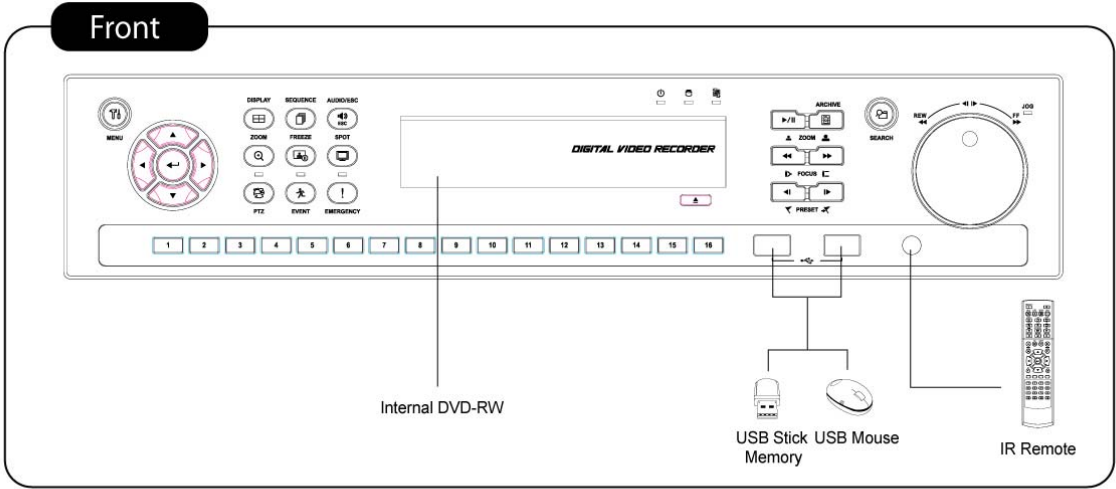 Front
MENU
DISPLAY SEQUENCE AUDIO/ESC
ESC
ZOOM FREEZE SPOT
PTZ EVENT EMERGENCY
DIGITAL VIDEO RECORDER
ARCHIVE
ZOOM
FOCUS
PRESET
SEARCH
REW
FF
JOG
1 2 3 4 5 6 7 8 9 10 11 12 13 14 15 16
Internal DVD-RW
USB Stick
Memory
USB Mouse
IR Remote